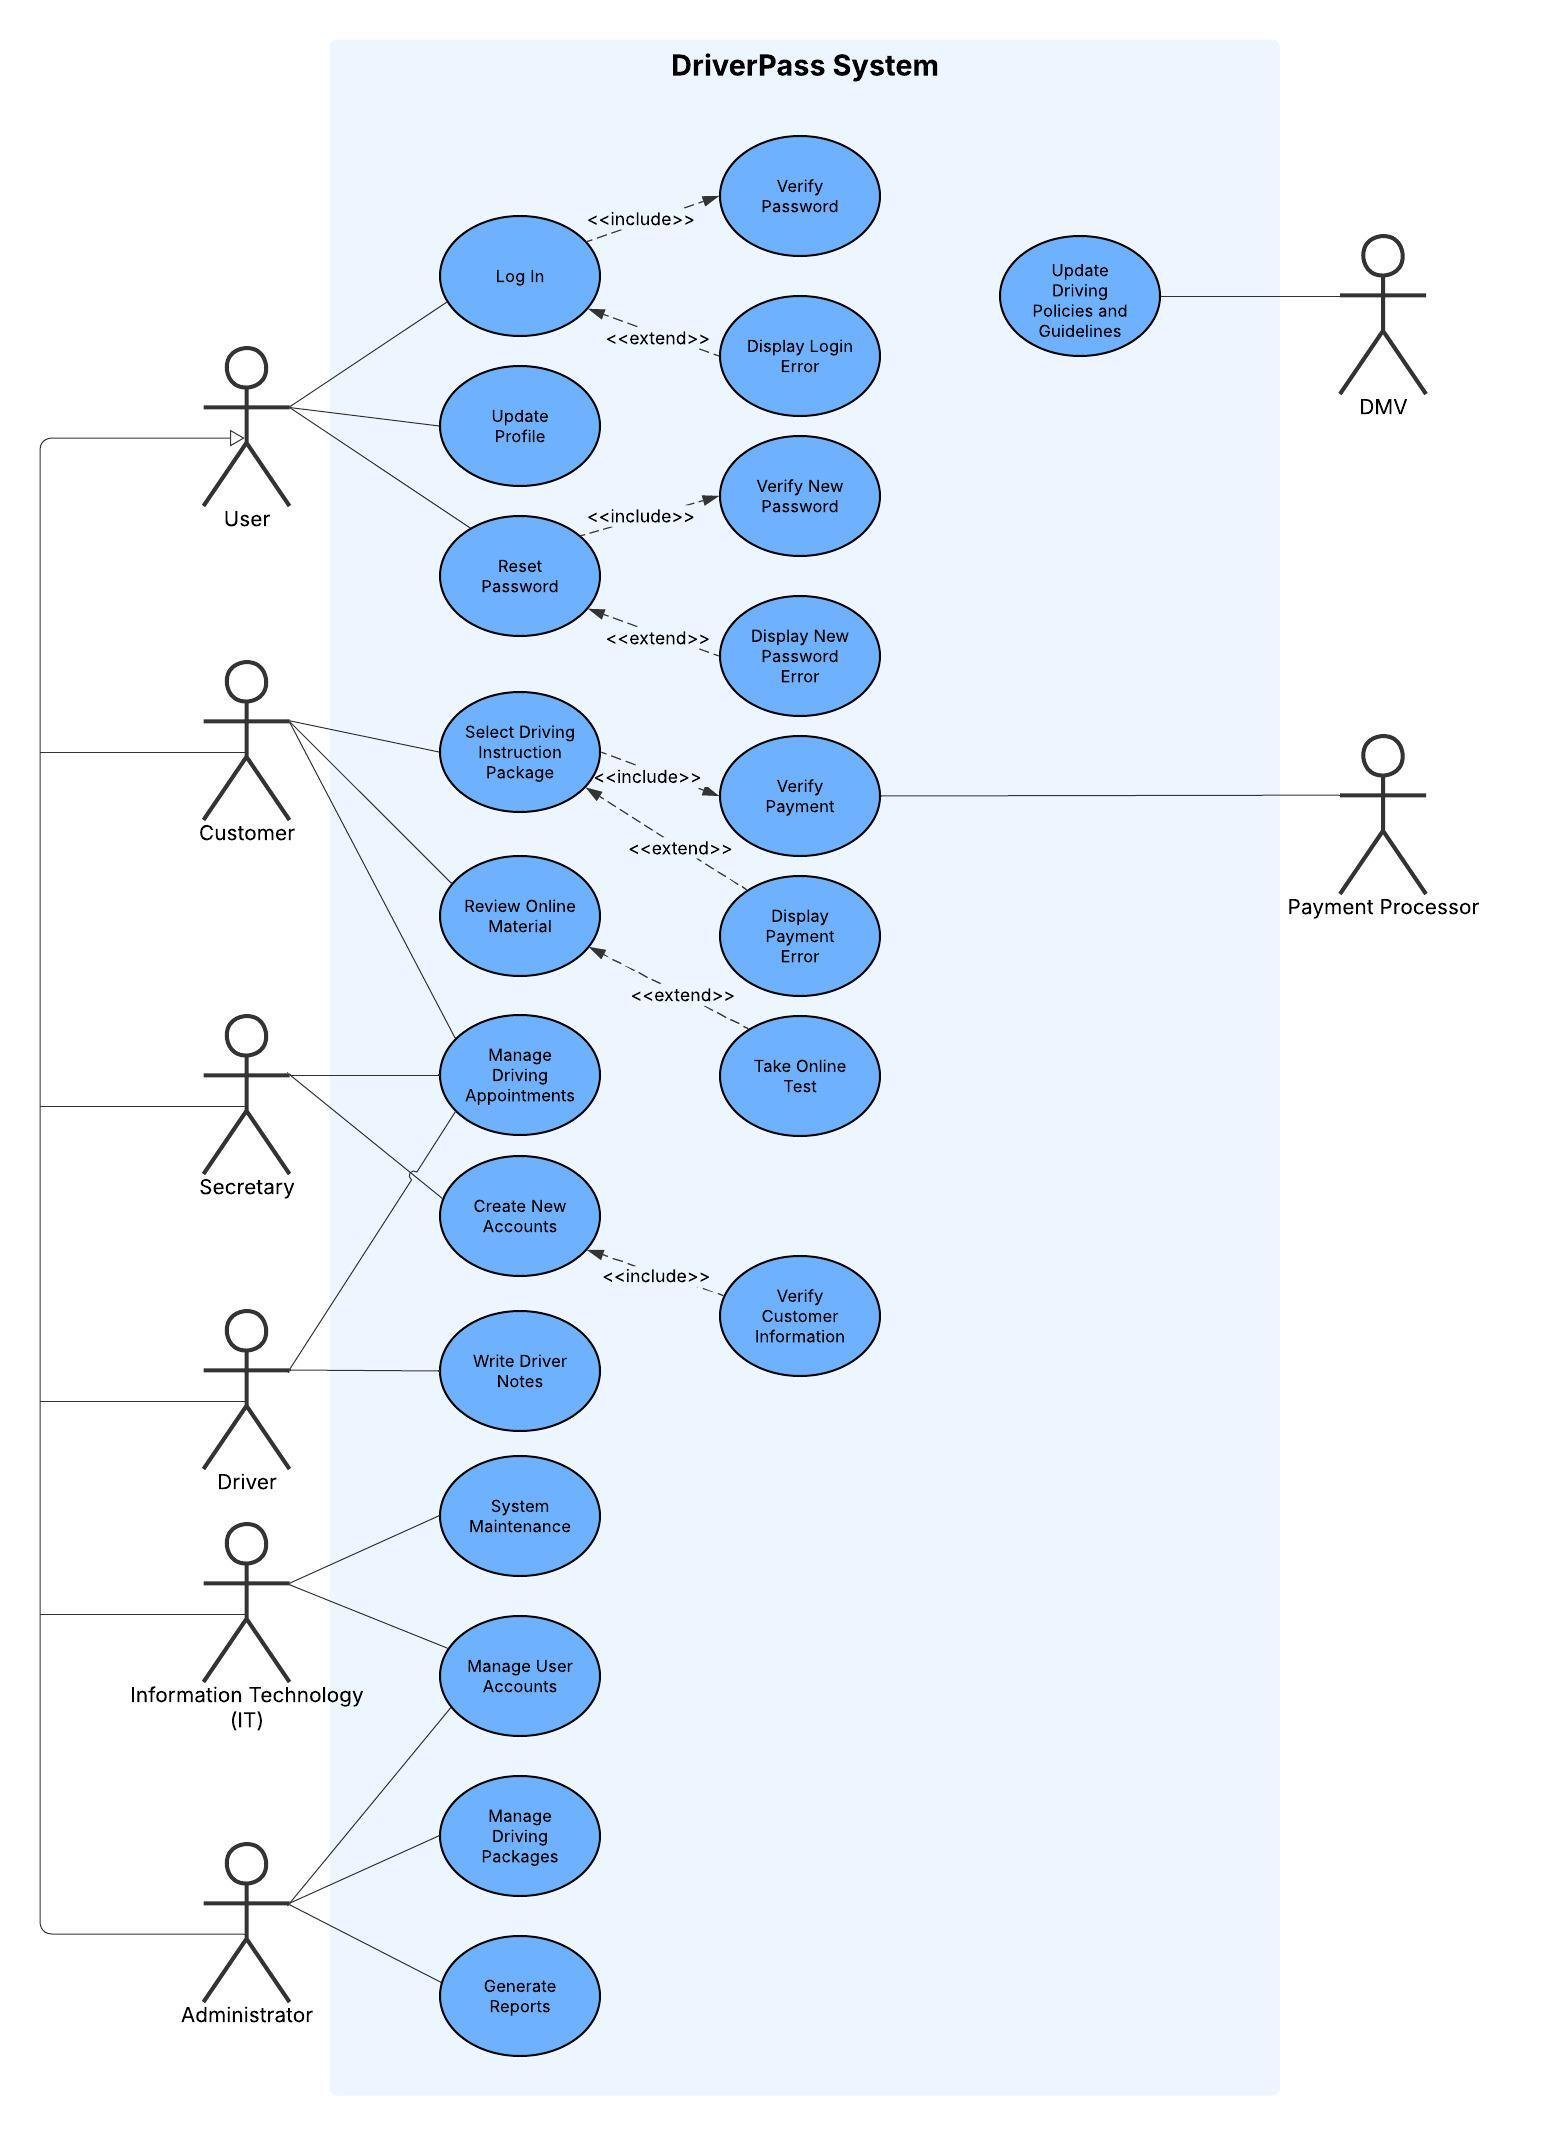 DriverPass System
Verify
Password
<<include>>
Log In
Update
Driving
Policies and
Guidelines
<<extend>>
Display Login
Error
DMV
Update
Profile
User
Verify New
Password
<<include>>
Reset
Password
<<extend>>
Display New
Password
Error
Customer
Select Driving
Instruction
Package
<<include>>
Verify
Payment
Payment Processor
<<extend>>
Display
Payment
Error
Review Online
Material
<<extend>>
Take Online
Test
Manage
Driving
Appointments
Secretary
Create New
Accounts
<<include>>
Verify
Customer
Information
Write Driver
Notes
Driver
System
Maintenance
Information Technology
(IT)
Manage User
Accounts
Manage
Driving
Packages
Administrator
Generate
Reports